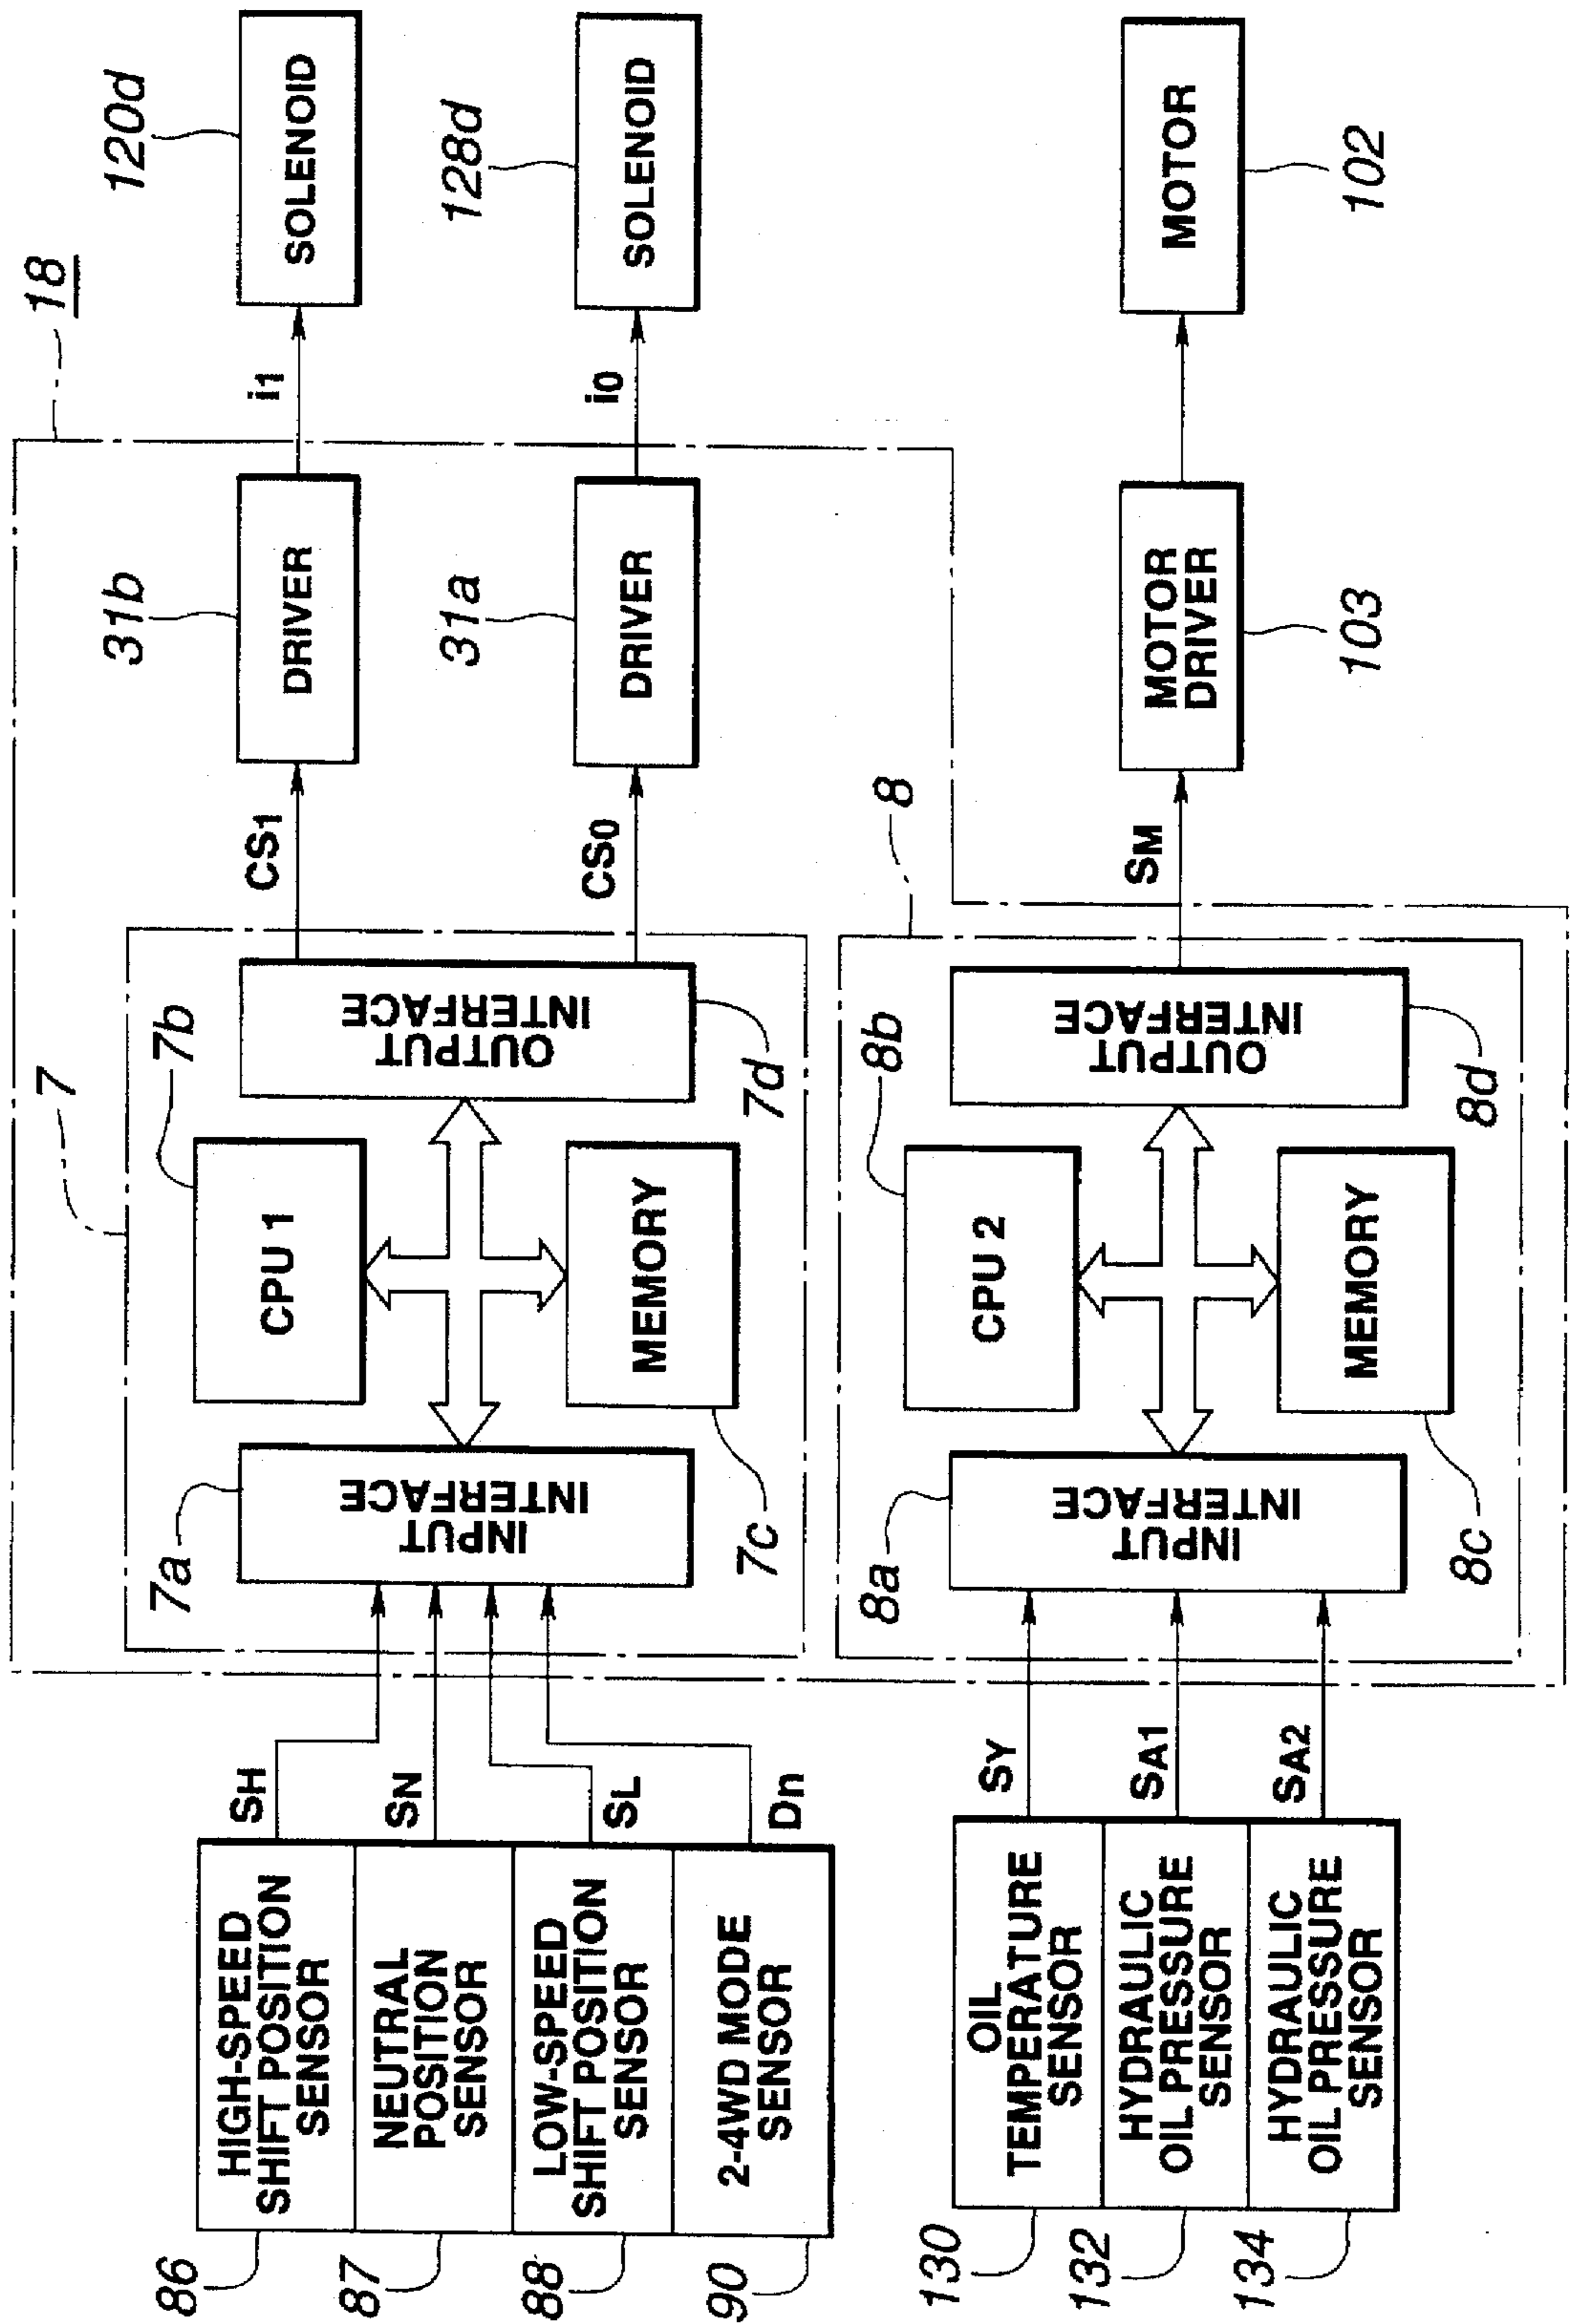 18
7
31b
120d
86
HIGH-SPEED
SHIFT POSITION
SENSOR
SH
7a
INPUT
INTERFACE
7b
CPU 1
OUTPUT
INTERFACE
CS1
DRIVER
i1
SOLENOID
87
NEUTRAL
POSITION
SENSOR
SN
31a
128d
88
LOW-SPEED
SHIFT POSITION
SENSOR
SL
MEMORY
7c
7d
CS0
DRIVER
i0
SOLENOID
90
2-4WD MODE
SENSOR
Dn
8
130
OIL
TEMPERATURE
SENSOR
SY
8a
INPUT
INTERFACE
8b
CPU 2
OUTPUT
INTERFACE
SM
MOTOR
DRIVER
MOTOR
132
HYDRAULIC
OIL PRESSURE
SENSOR
SA1
103
102
134
HYDRAULIC
OIL PRESSURE
SENSOR
SA2
MEMORY
8c
8d